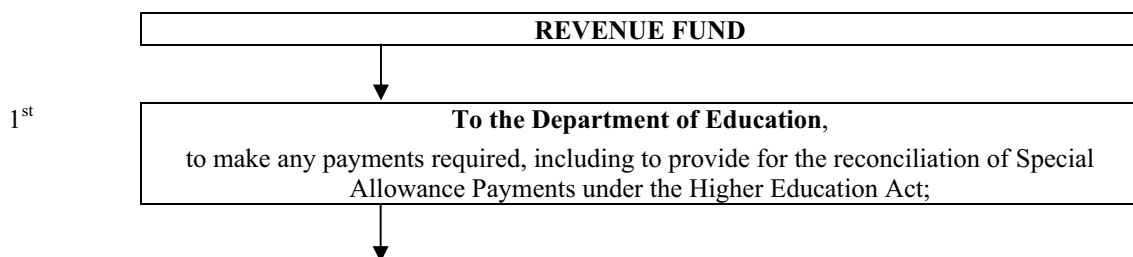 REVENUE FUND
1st
To the Department of Education,
to make any payments required, including to provide for the reconciliation of Special
Allowance Payments under the Higher Education Act;